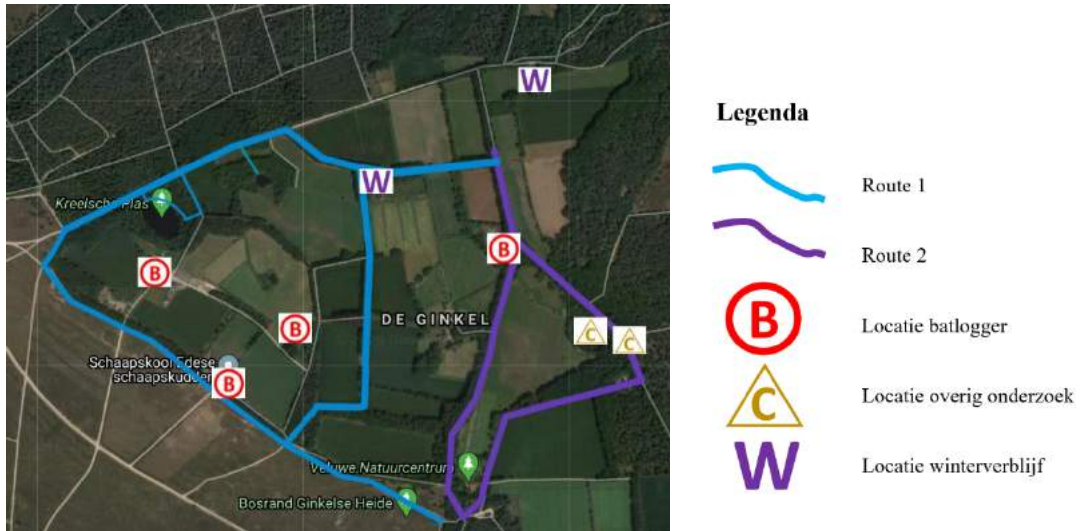 W
Kreelsche Plas
W
B
B
B
DE GINKEL
C
C
Schaapskooi Edese
schaapskudden
B
Veluwe Natuurcentrum
Bosrand Ginkelse Heide
Legenda
Route 1
Route 2
B
Locatie batlogger
C
Locatie overig onderzoek
W
Locatie winterverblijf